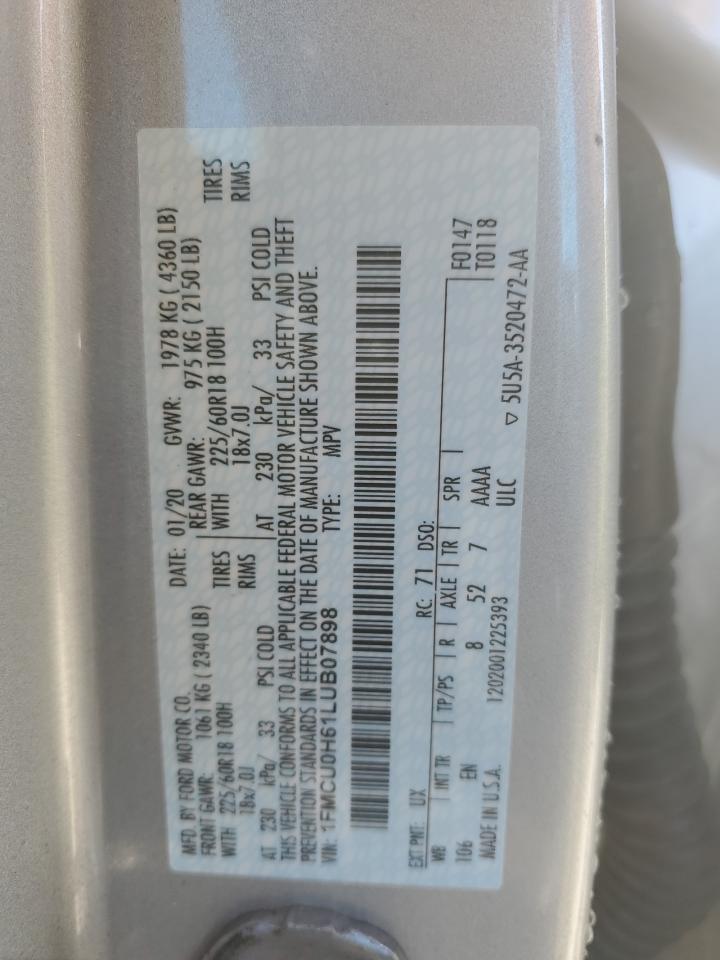 MFD. BY FORD MOTOR CO. DATE: 01/20 GVWR: 1978 KG ( 4360 LB)
FRONT GAWR: 1061 KG ( 2340 LB) REAR GAWR: 975 KG ( 2150 LB)
WITH 225/60R18 100H TIRES WITH 225/60R18 100H TIRES
18x7.0J RIMS 18x7.0J RIMS
AT 230 kPa/ 33 PSI COLD AT 230 kPa/ 33 PSI COLD
THIS VEHICLE CONFORMS TO ALL APPLICABLE FEDERAL MOTOR VEHICLE SAFETY AND THEFT
PREVENTION STANDARDS IN EFFECT ON THE DATE OF MANUFACTURE SHOWN ABOVE.
VIN: 1FMCU0H61LUB07898 TYPE: MPV
EXT PNT: UX RC: 71 DSO:
WB INT TR TP/PS R AXLE TR SPR F0147
106 EN 8 52 7 AAAA T0118
MADE IN U.S.A. 1202001225393 ULC
▽ 5U5A-3520472-AA